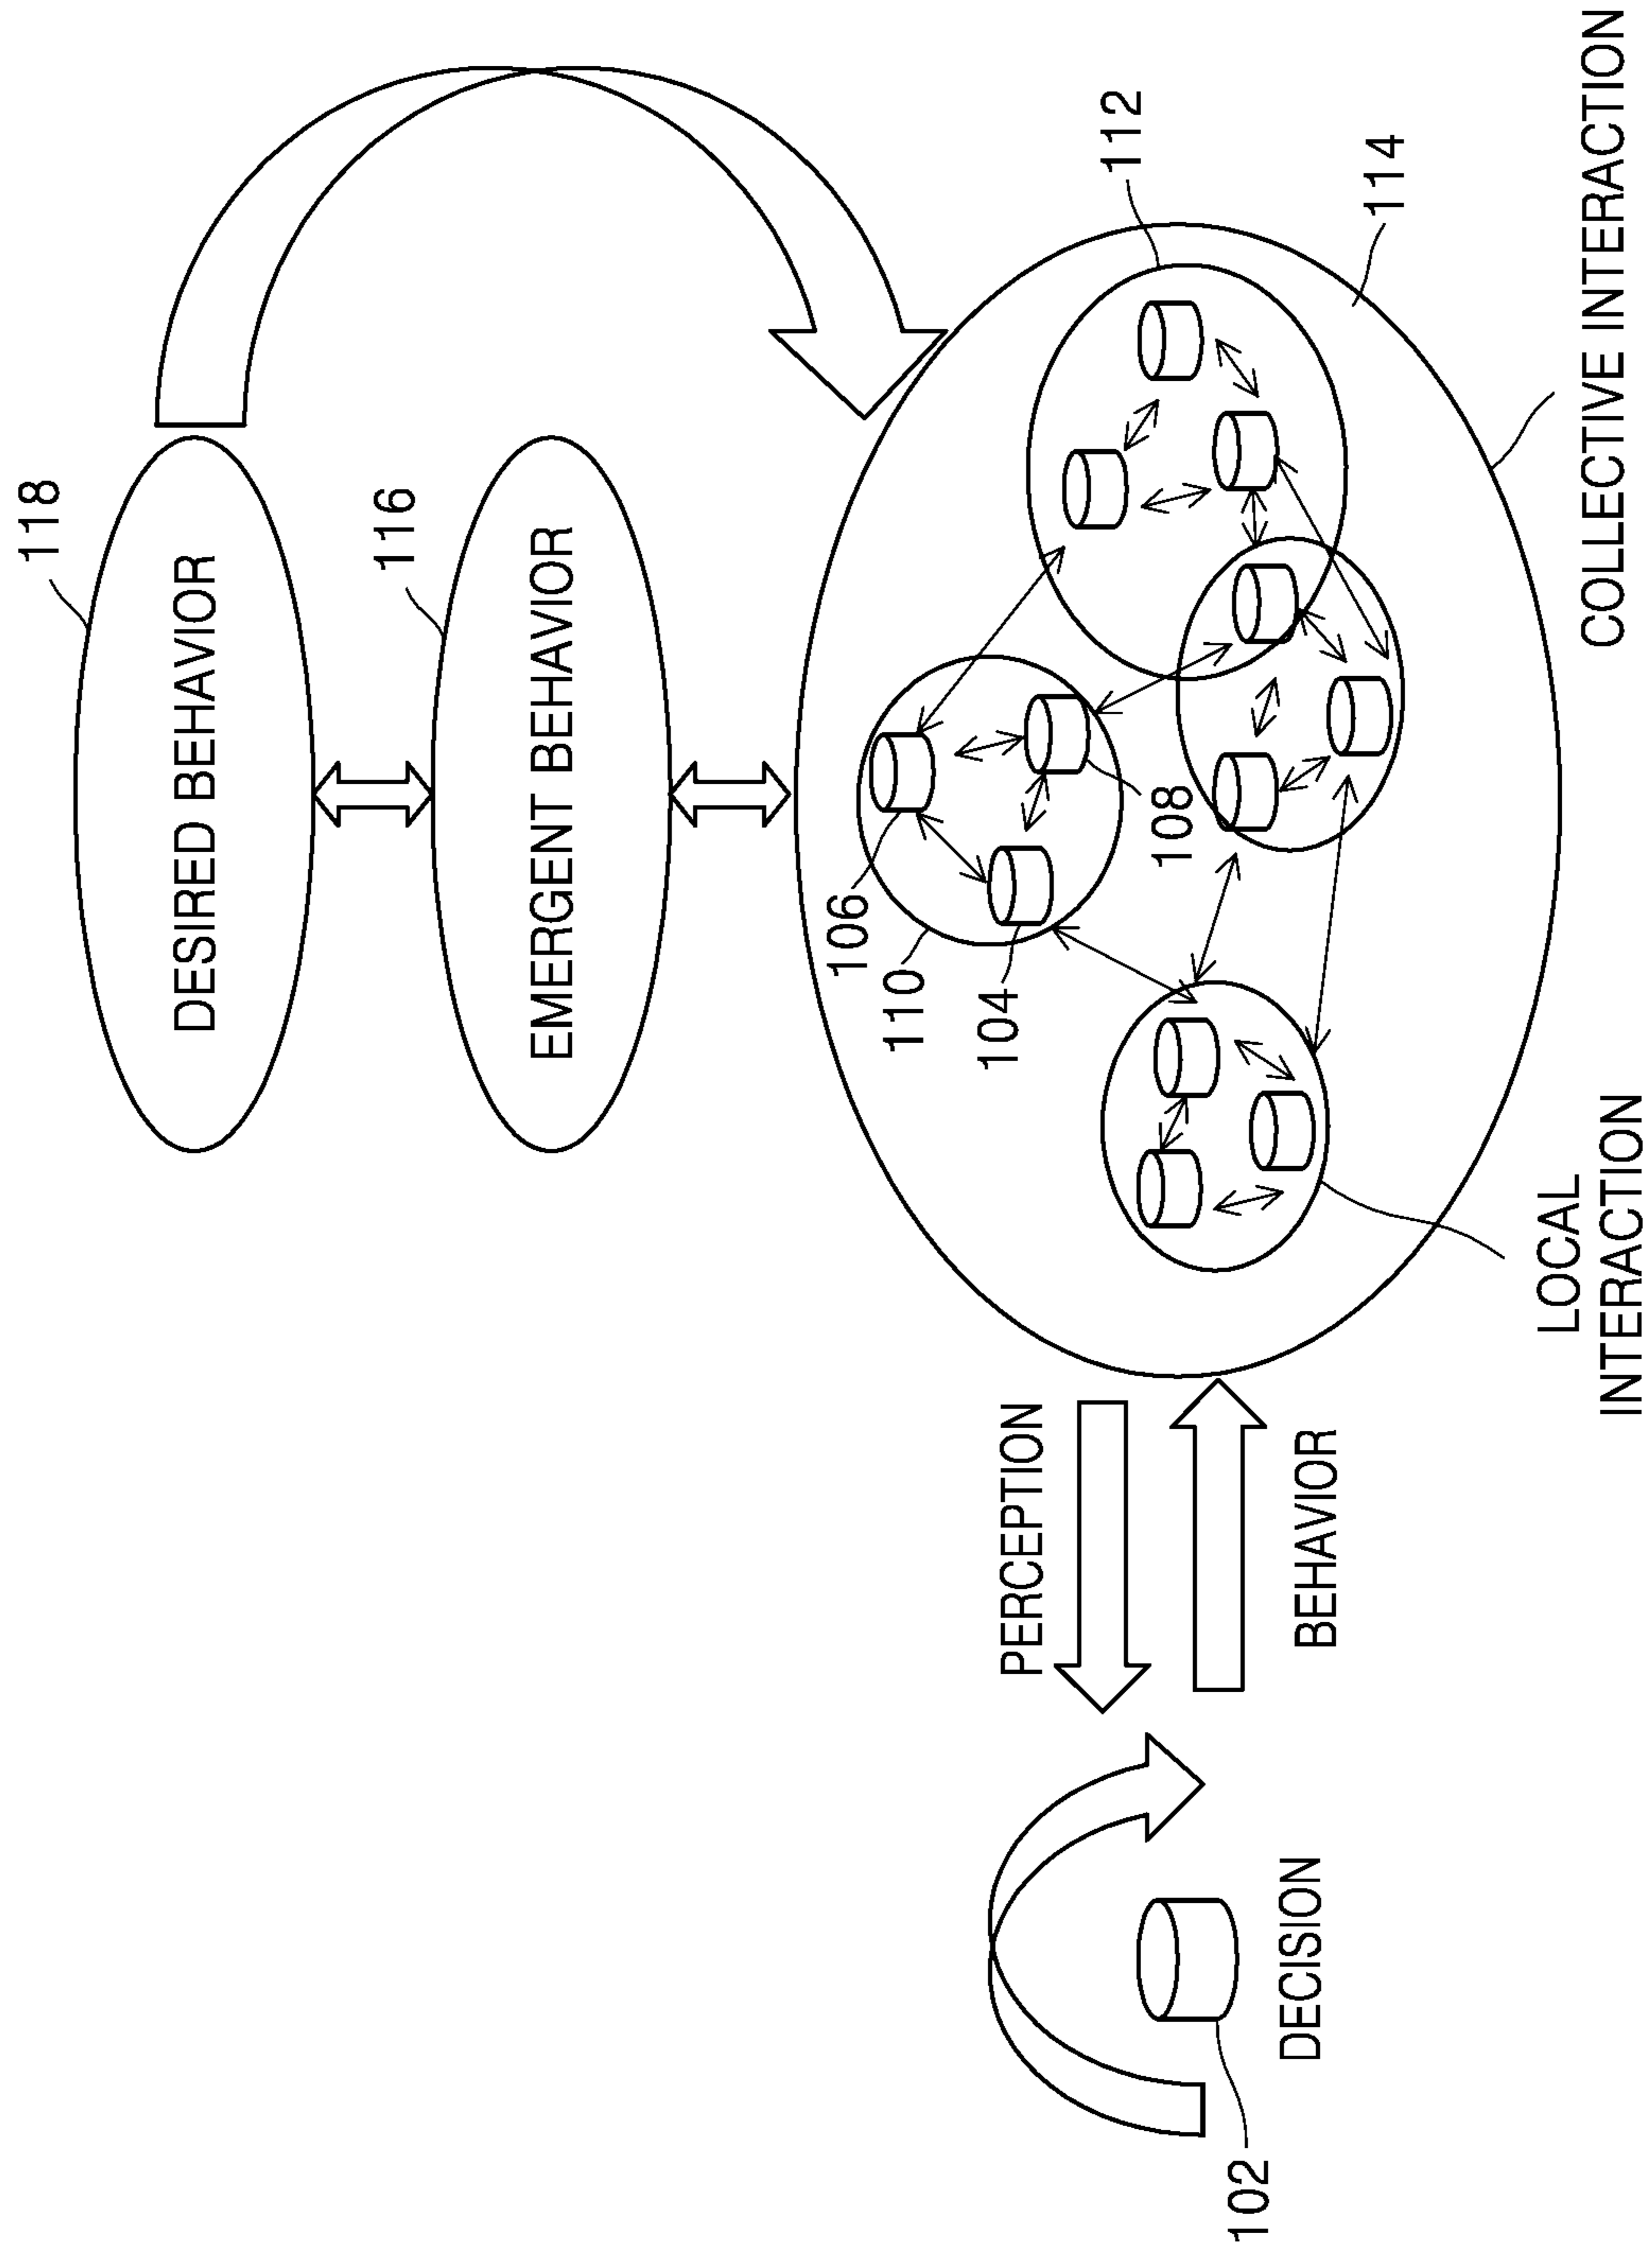 118
DESIRED BEHAVIOR
116
EMERGENT BEHAVIOR
106
110
104
108
112
114
PERCEPTION
BEHAVIOR
102
DECISION
LOCAL
INTERACTION
COLLECTIVE INTERACTION